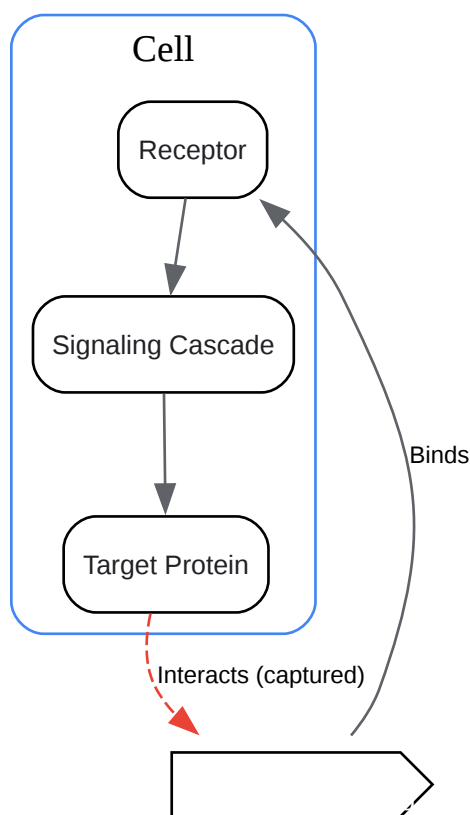 Cell
Receptor
Signaling Cascade
Binds
Target Protein
Interacts (captured)